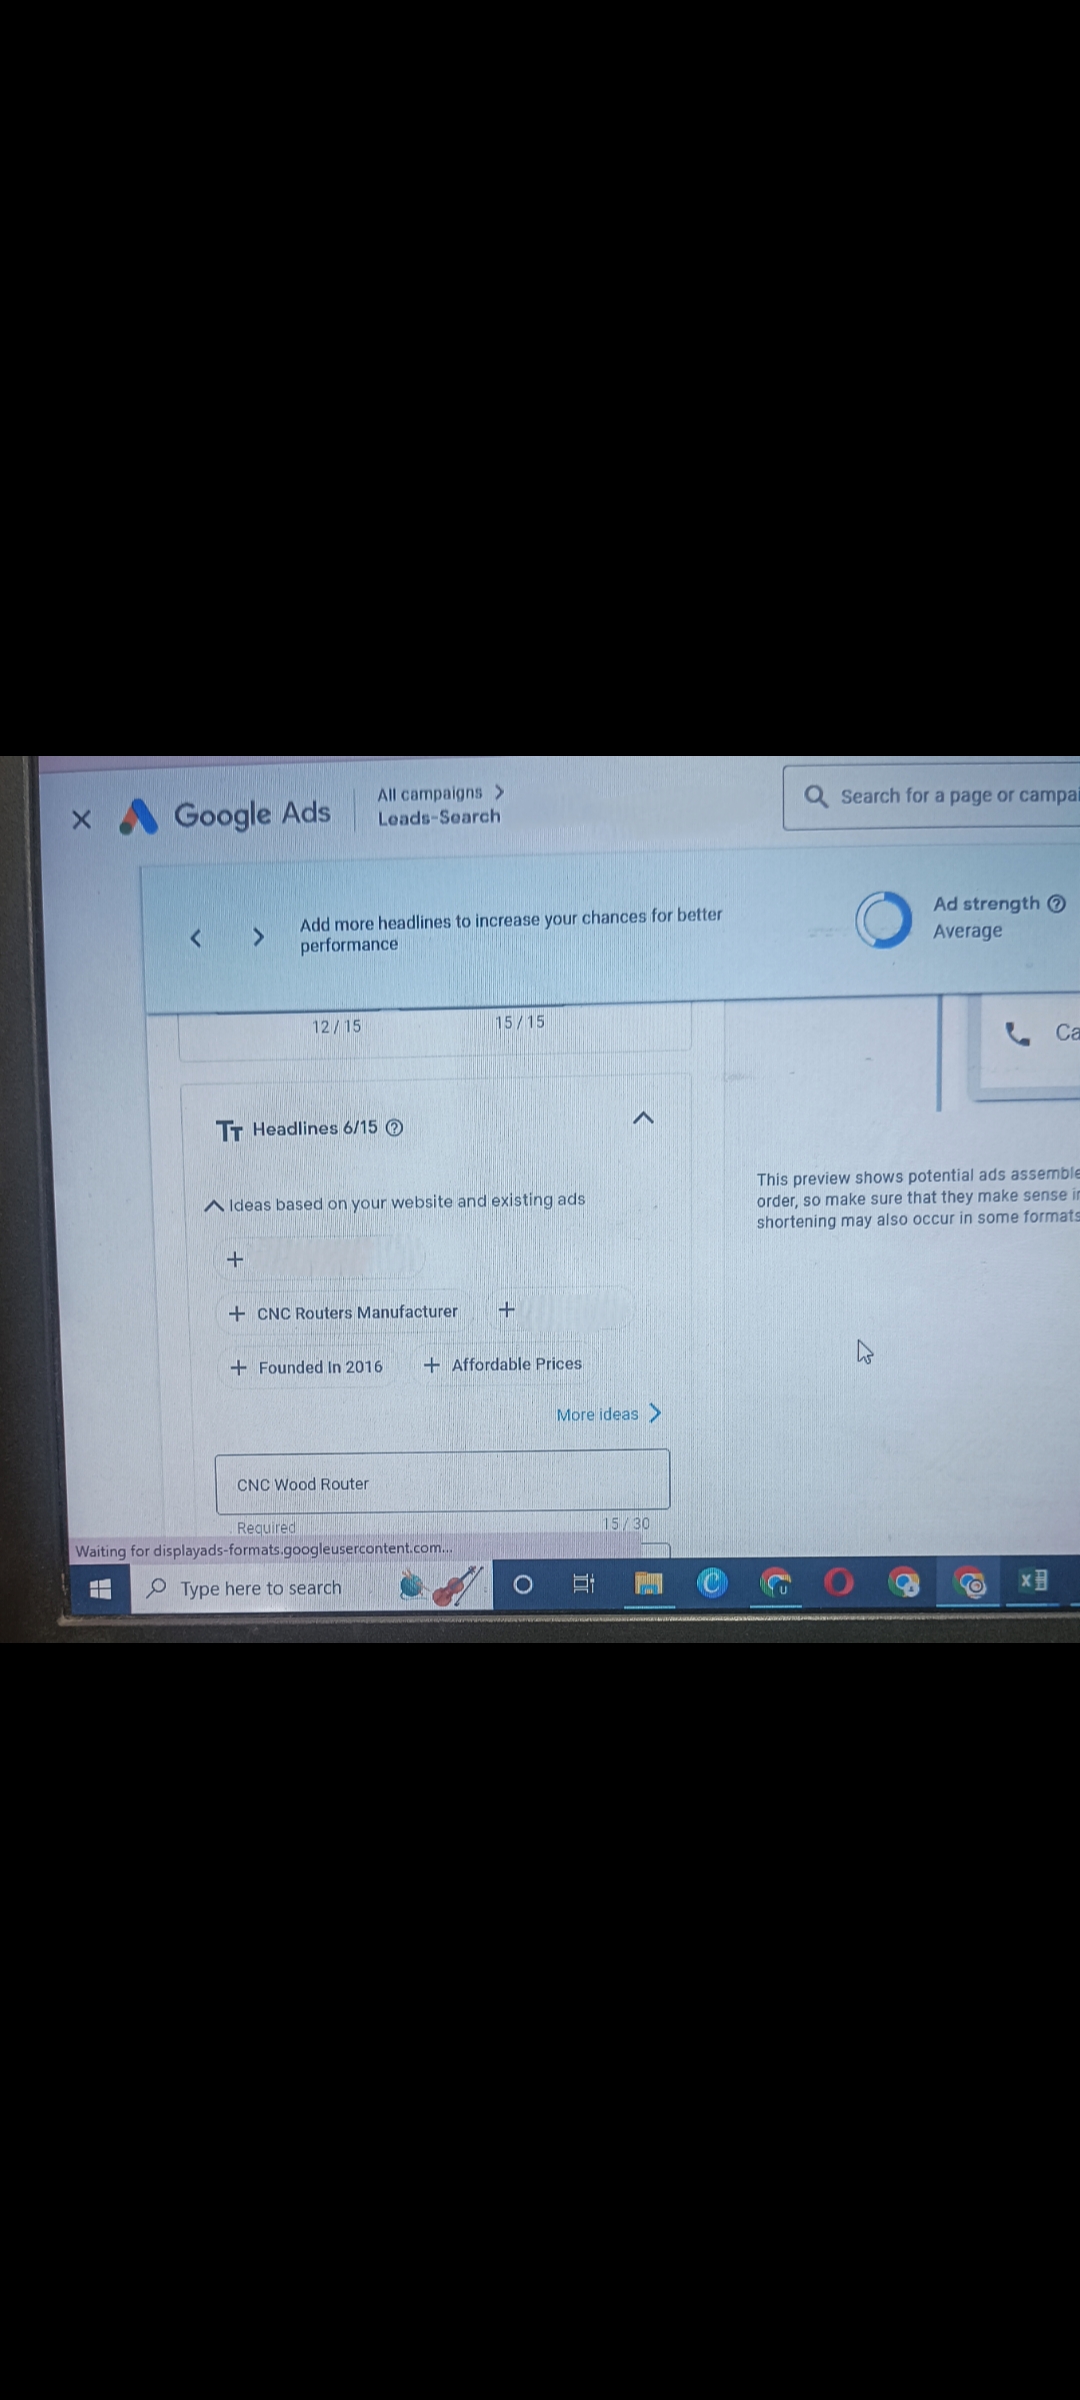 Google Ads
All campaigns >
Leads-Search
Search for a page or campai
Add more headlines to increase your chances for better
performance
Ad strength
Average
12 / 15
15 / 15
Ca
Headlines 6/15
Ideas based on your website and existing ads
+
+ CNC Routers Manufacturer
+
+ Founded In 2016
+ Affordable Prices
More ideas >
CNC Wood Router
Required
15 / 30
This preview shows potential ads assemble
order, so make sure that they make sense i
shortening may also occur in some formats
Waiting for displayads-formats.googleusercontent.com...
Type here to search